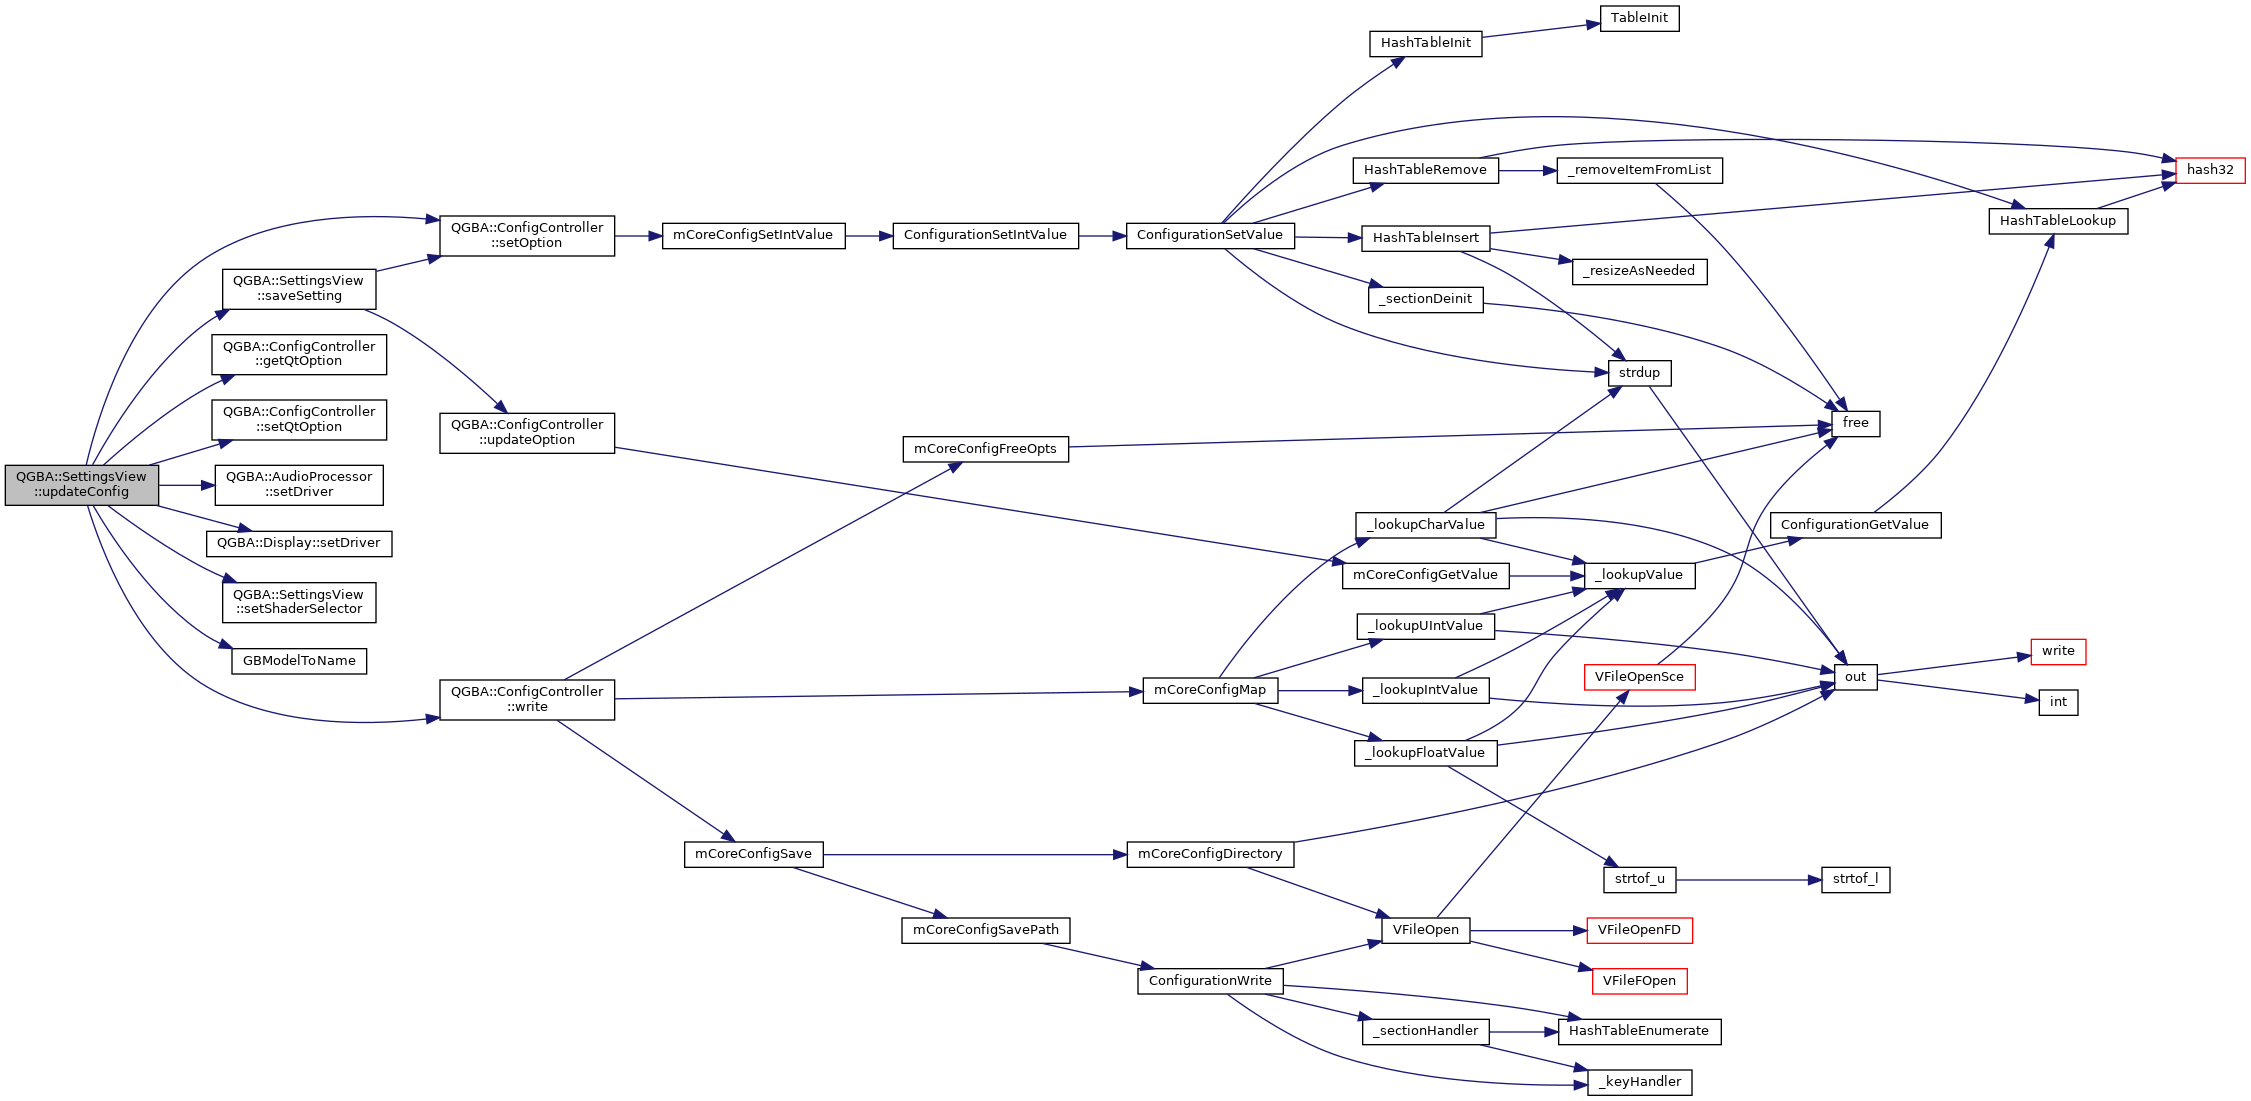 QGBA::SettingsView
::updateConfig
QGBA::ConfigController
::setOption
QGBA::SettingsView
::saveSetting
QGBA::ConfigController
::getQtOption
QGBA::ConfigController
::setQtOption
QGBA::AudioProcessor
::setDriver
QGBA::Display::setDriver
QGBA::SettingsView
::setShaderSelector
GBModelToName
QGBA::ConfigController
::write
QGBA::ConfigController
::updateOption
mCoreConfigSetIntValue
ConfigurationSetIntValue
ConfigurationSetValue
HashTableInit
TableInit
HashTableRemove
_removeItemFromList
hash32
HashTableLookup
HashTableInsert
_resizeAsNeeded
_sectionDeinit
strdup
free
mCoreConfigFreeOpts
_lookupCharValue
ConfigurationGetValue
mCoreConfigGetValue
_lookupValue
_lookupUIntValue
mCoreConfigMap
_lookupIntValue
VFileOpenSce
out
write
int
_lookupFloatValue
mCoreConfigSave
mCoreConfigDirectory
strtof_u
strtof_l
mCoreConfigSavePath
VFileOpen
VFileOpenFD
VFileFOpen
ConfigurationWrite
_sectionHandler
HashTableEnumerate
_keyHandler